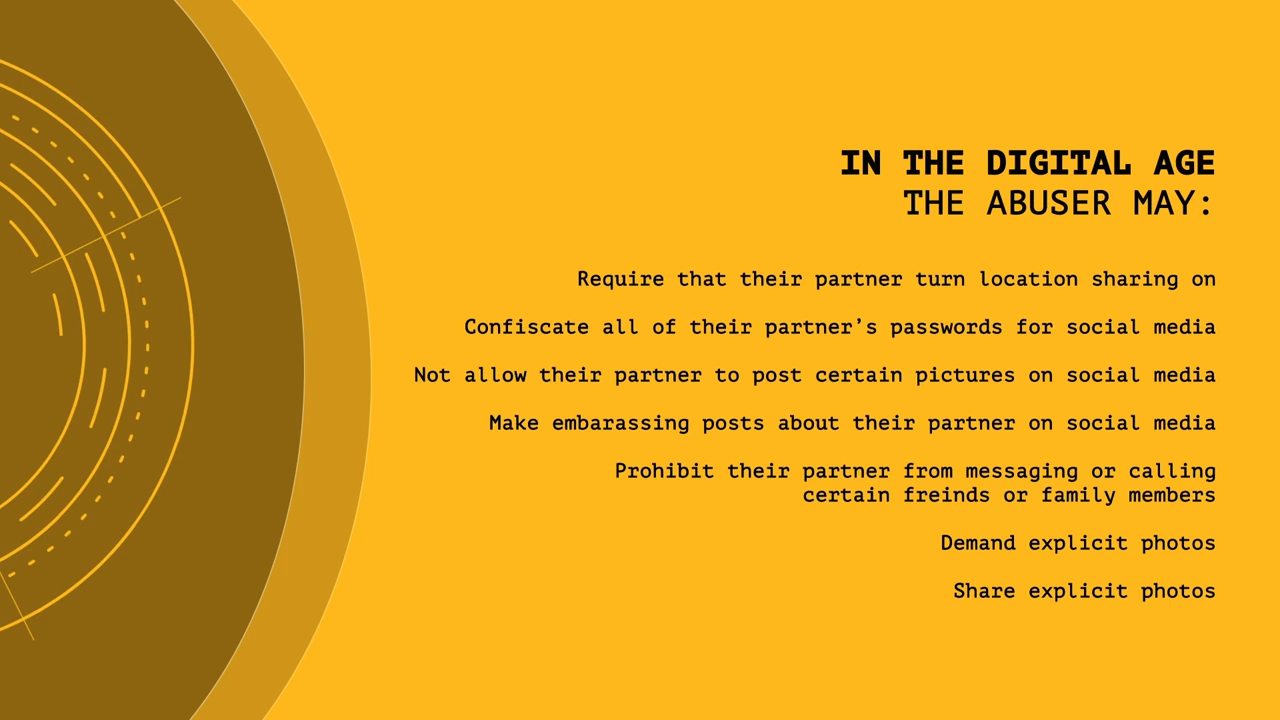 IN THE DIGITAL AGE
THE ABUSER MAY:
Require that their partner turn location sharing on
Confiscate all of their partner’s passwords for social media
Not allow their partner to post certain pictures on social media
Make embarassing posts about their partner on social media
Prohibit their partner from messaging or calling
certain freinds or family members
Demand explicit photos
Share explicit photos